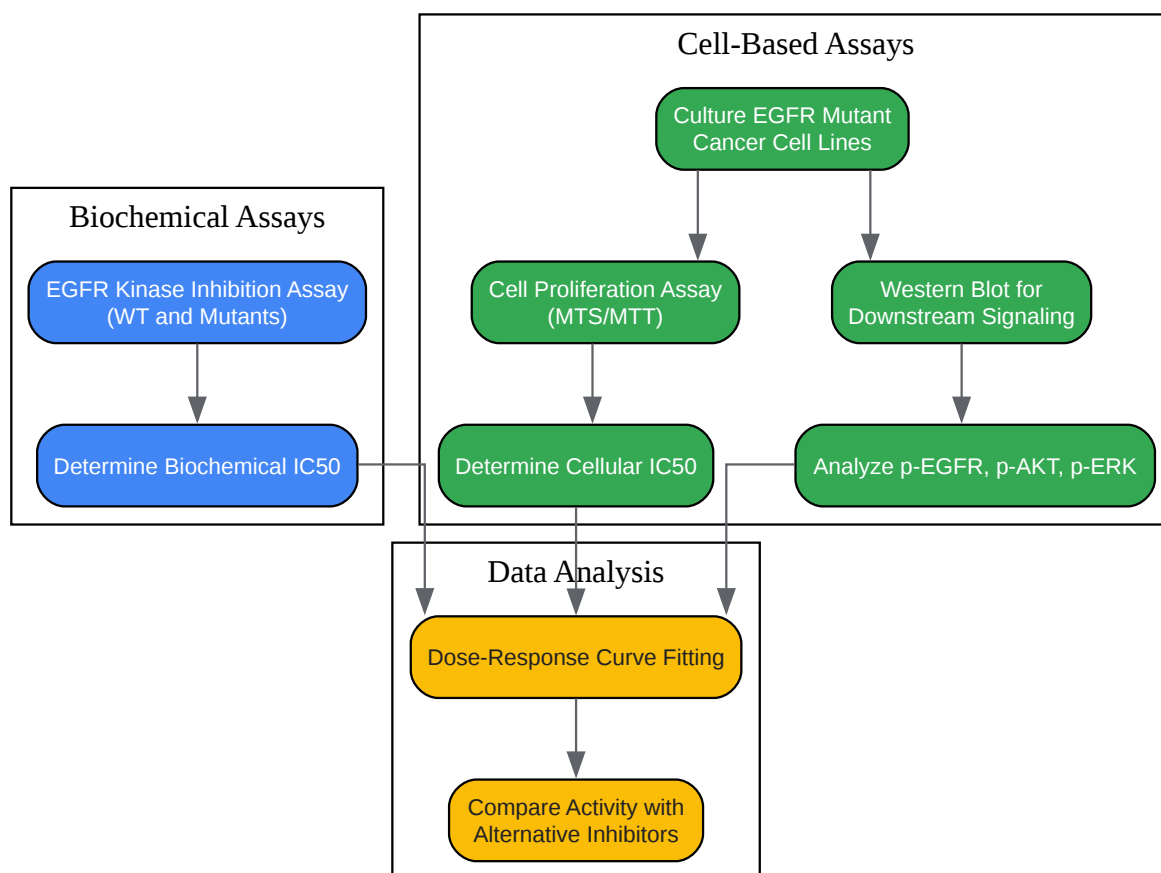 Cell-Based Assays
Culture EGFR Mutant
Cancer Cell Lines
Biochemical Assays
EGFR Kinase Inhibition Assay
(WT and Mutants)
Cell Proliferation Assay
(MTS/MTT)
Western Blot for
Downstream Signaling
Determine Biochemical IC50
Determine Cellular IC50
Analyze p-EGFR, p-AKT, p-ERK
Data Analysis
Dose-Response Curve Fitting
Compare Activity with
Alternative Inhibitors